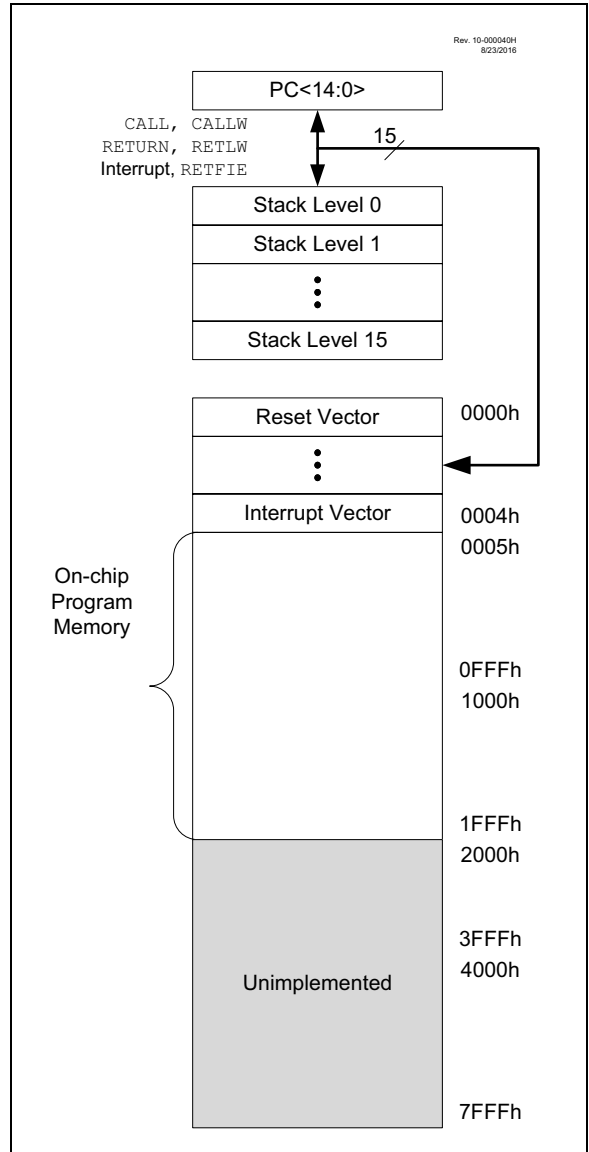 Rev. 10-000040H
8/23/2016
PC<14:0>
CALL, CALLW
RETURN, RETLW
Interrupt, RETFIE
15
Stack Level 0
Stack Level 1
Stack Level 15
Reset Vector
0000h
Interrupt Vector
0004h
0005h
On-chip
Program
Memory
0FFFh
1000h
1FFFh
2000h
3FFFh
4000h
Unimplemented
7FFFh